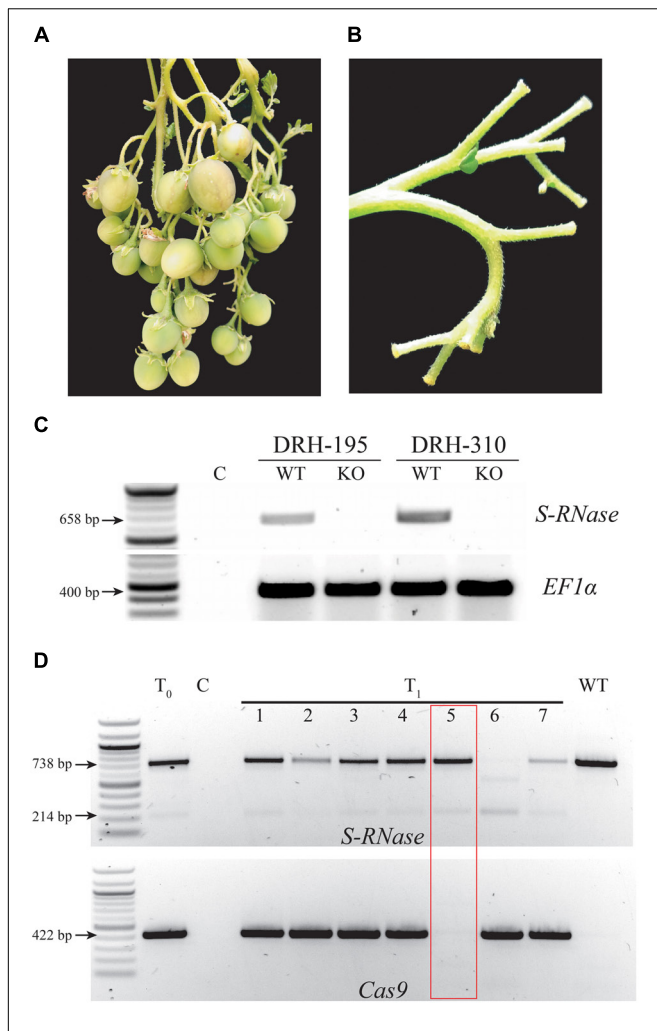 A
B
C
DRH-195 DRH-310
C WT KO WT KO
658 bp S-RNase
400 bp EF1α
D
T0 C T1 WT
1 2 3 4 5 6 7
738 bp
214 bp
S-RNase
422 bp
Cas9